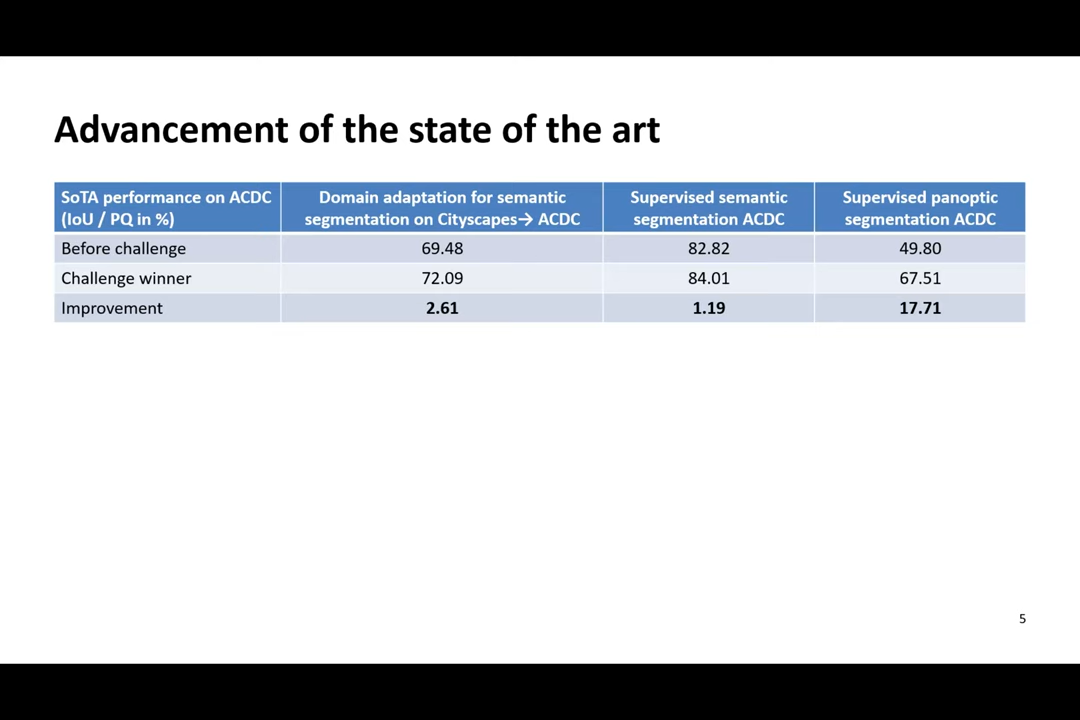 Advancement of the state of the art
SoTA performance on ACDC (IoU / PQ in %) Domain adaptation for semantic segmentation on Cityscapes→ ACDC Supervised semantic segmentation ACDC Supervised panoptic segmentation ACDC
Before challenge 69.48 82.82 49.80
Challenge winner 72.09 84.01 67.51
Improvement 2.61 1.19 17.71
5